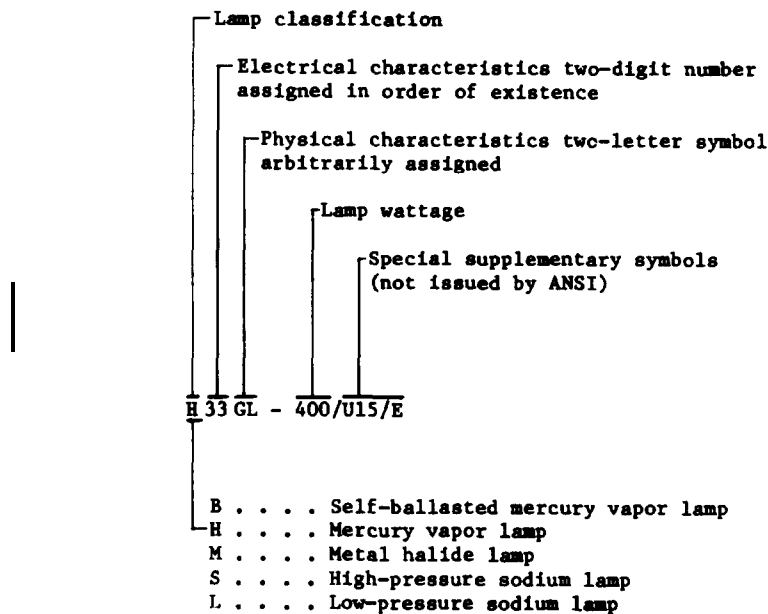 Lamp classification
Electrical characteristics two-digit number
assigned in order of existence
Physical characteristics two-letter symbol
arbitrarily assigned
Lamp wattage
Special supplementary symbols
(not issued by ANSI)
H 33 GL - 400/U15/E
B . . . . Self-ballasted mercury vapor lamp
H . . . . Mercury vapor lamp
M . . . . Metal halide lamp
S . . . . High-pressure sodium lamp
L . . . . Low-pressure sodium lamp